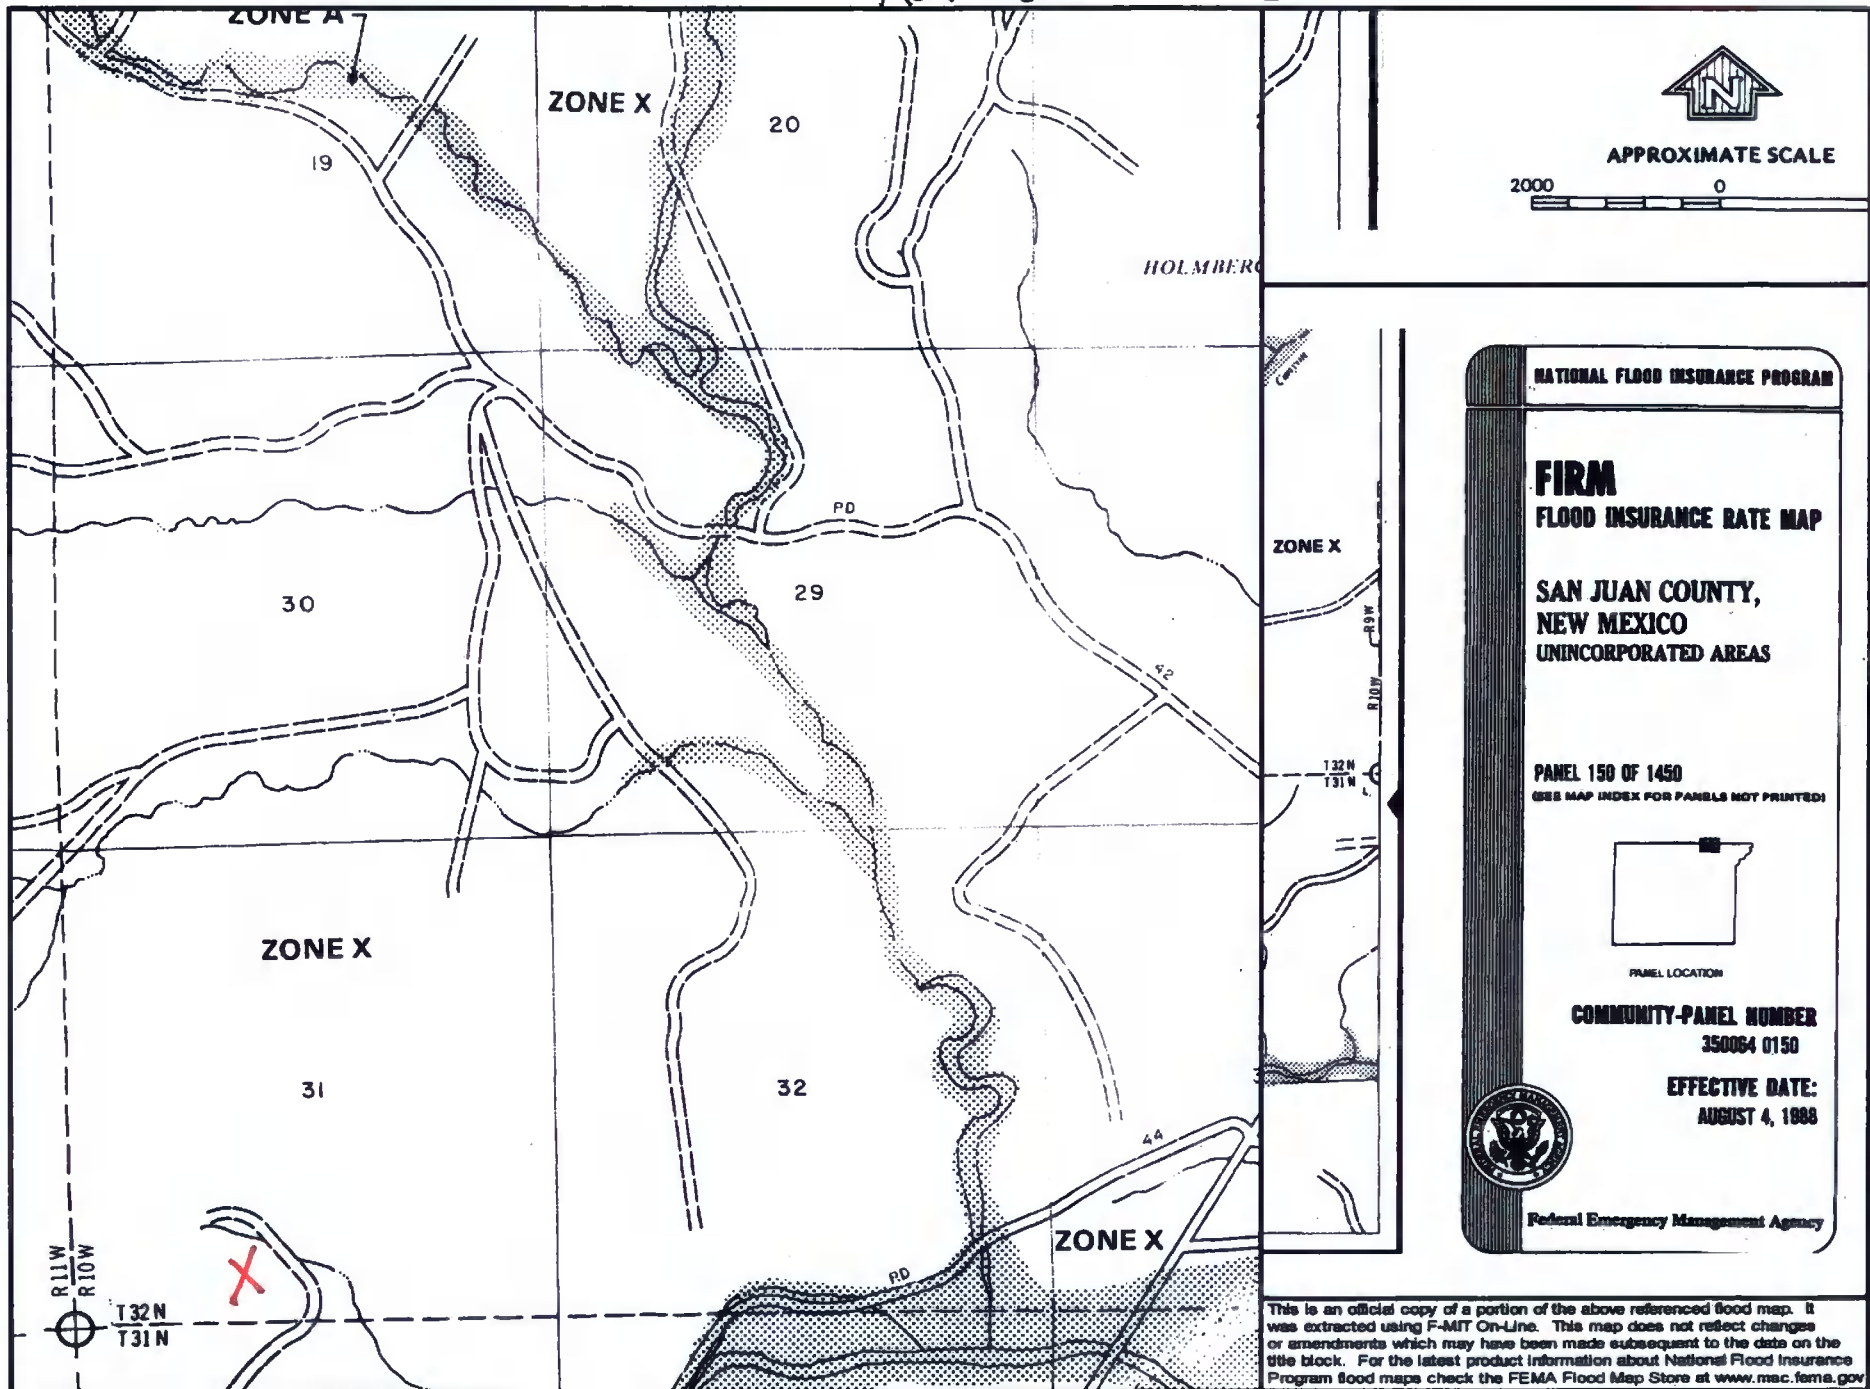 ZONE A
ZONE X
20
19
HOLMBERG
30
29
PD
42
ZONE X
31
32
44
ZONE X
PD
R11W
R10W
T32N
T31N
N
APPROXIMATE SCALE
2000 0
ZONE X
R9W
R10W
T32N
T31N
NATIONAL FLOOD INSURANCE PROGRAM
FIRM
FLOOD INSURANCE RATE MAP
SAN JUAN COUNTY,
NEW MEXICO
UNINCORPORATED AREAS
PANEL 150 OF 1450
(SEE MAP INDEX FOR PANELS NOT PRINTED)
PANEL LOCATION
COMMUNITY-PANEL NUMBER
350064 0150
EFFECTIVE DATE:
AUGUST 4, 1988
Federal Emergency Management Agency
This is an official copy of a portion of the above referenced flood map. It
was extracted using F-MIT On-Line. This map does not reflect changes
or amendments which may have been made subsequent to the date on the
title block. For the latest product information about National Flood Insurance
Program flood maps check the FEMA Flood Map Store at www.msc.fema.gov